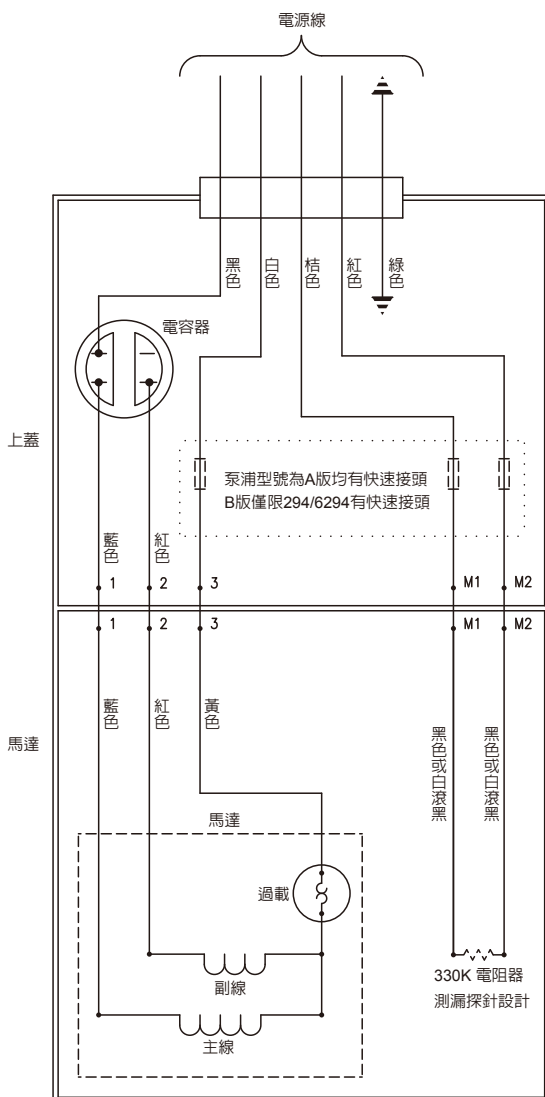 電源線
黑色
白色
桔色
紅色
綠色
電容器
上蓋
泵浦型號為A版均有快速接頭
B版僅限294/6294有快速接頭
藍色
紅色
1
2
3
M1
M2
1
2
3
M1
M2
藍色
紅色
黃色
黑色或白滾黑
黑色或白滾黑
馬達
馬達
過載
副線
主線
330K 電阻器
測漏探針設計